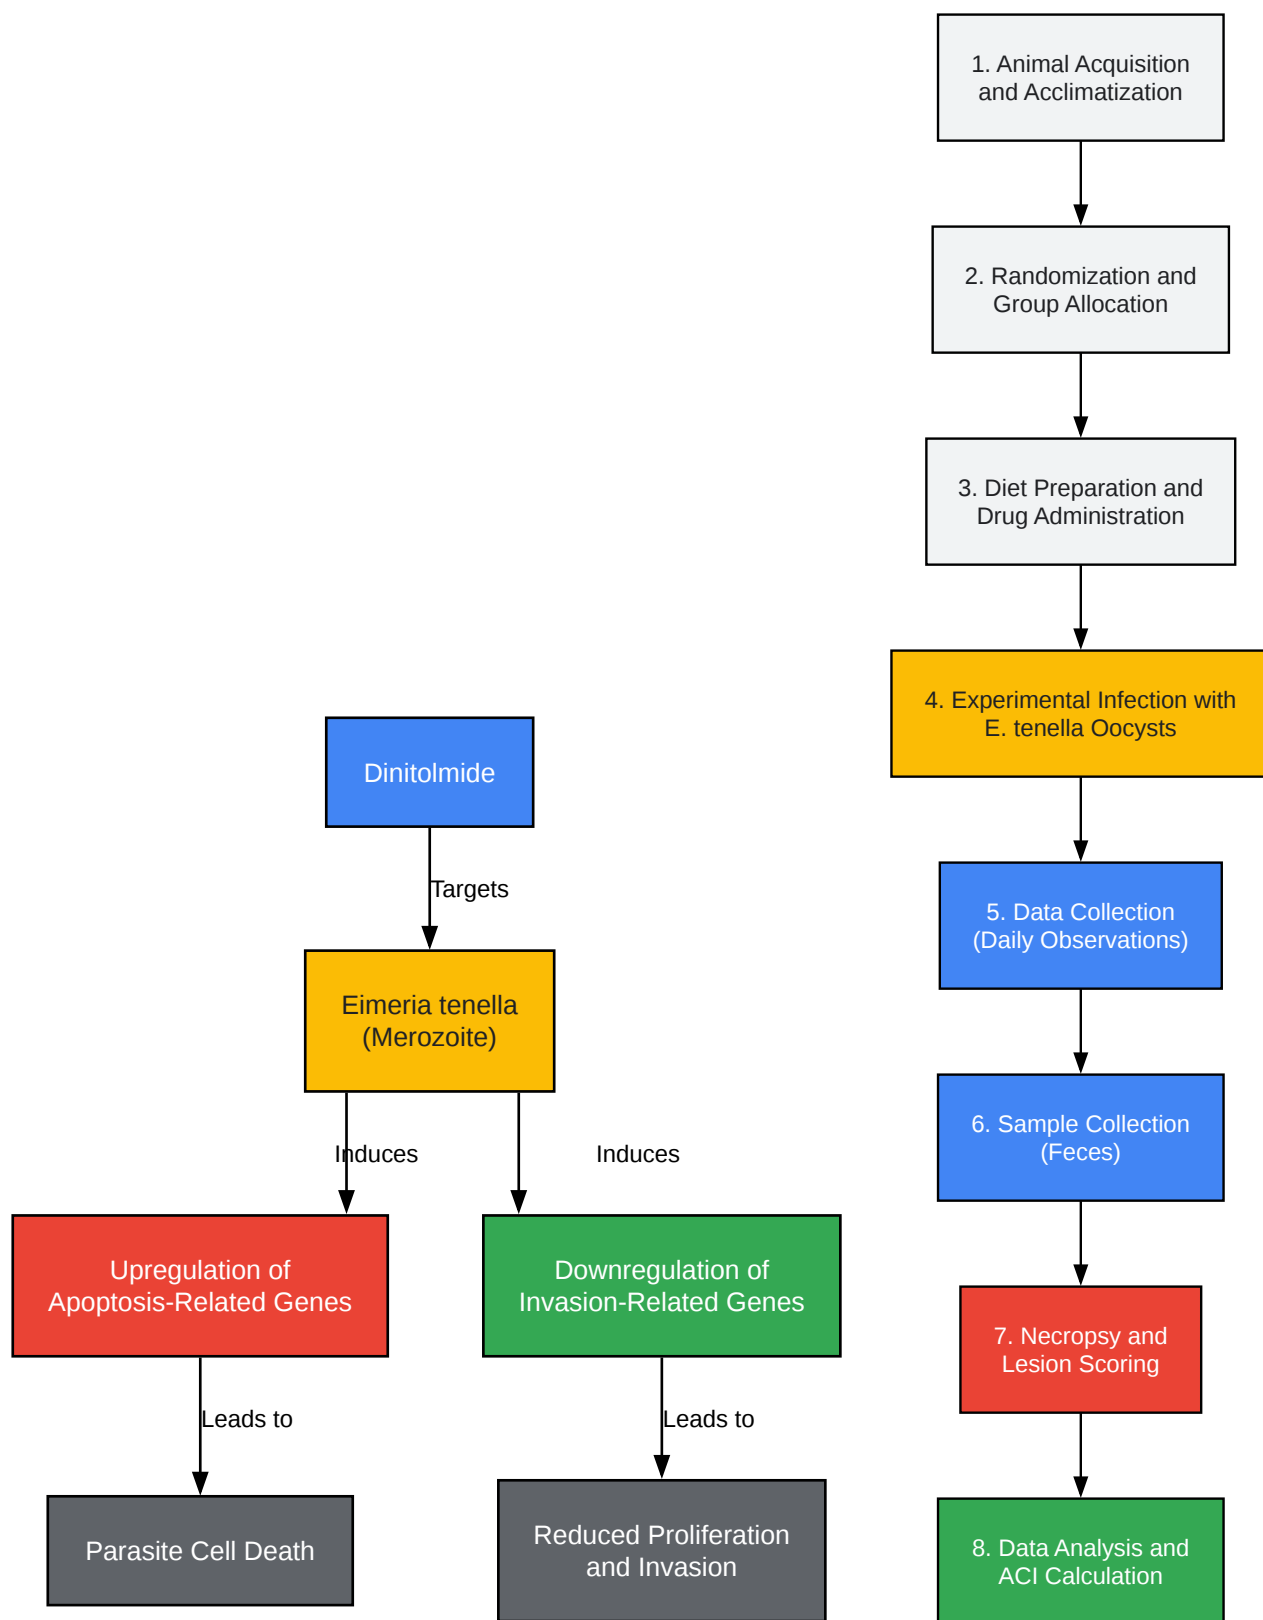 Dinitolmide
Targets
Eimeria tenella
(Merozoite)
Induces
Induces
Upregulation of
Apoptosis-Related Genes
Downregulation of
Invasion-Related Genes
Leads to
Leads to
Parasite Cell Death
Reduced Proliferation
and Invasion
1. Animal Acquisition
and Acclimatization
2. Randomization and
Group Allocation
3. Diet Preparation and
Drug Administration
4. Experimental Infection with
E. tenella Oocysts
5. Data Collection
(Daily Observations)
6. Sample Collection
(Feces)
7. Necropsy and
Lesion Scoring
8. Data Analysis and
ACI Calculation